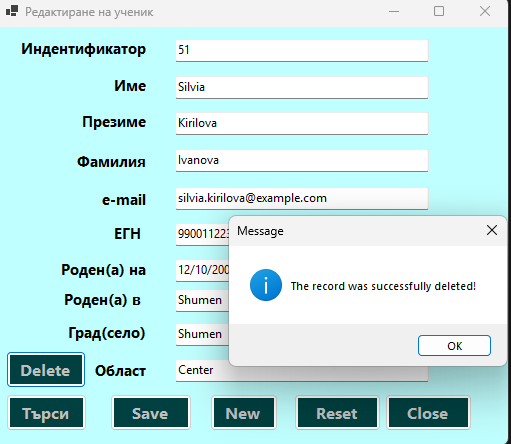 Редактиране на ученик
Индентификатор 51
Име Silvia
Презиме Kirilova
Фамилия Ivanova
e-mail silvia.kirilova@example.com
ЕГН 990011223
Message
Роден(а) на 12/10/200
The record was successfully deleted!
Роден(а) в Shumen
Град(село) Shumen
OK
Delete Област Center
Търси Save New Reset Close